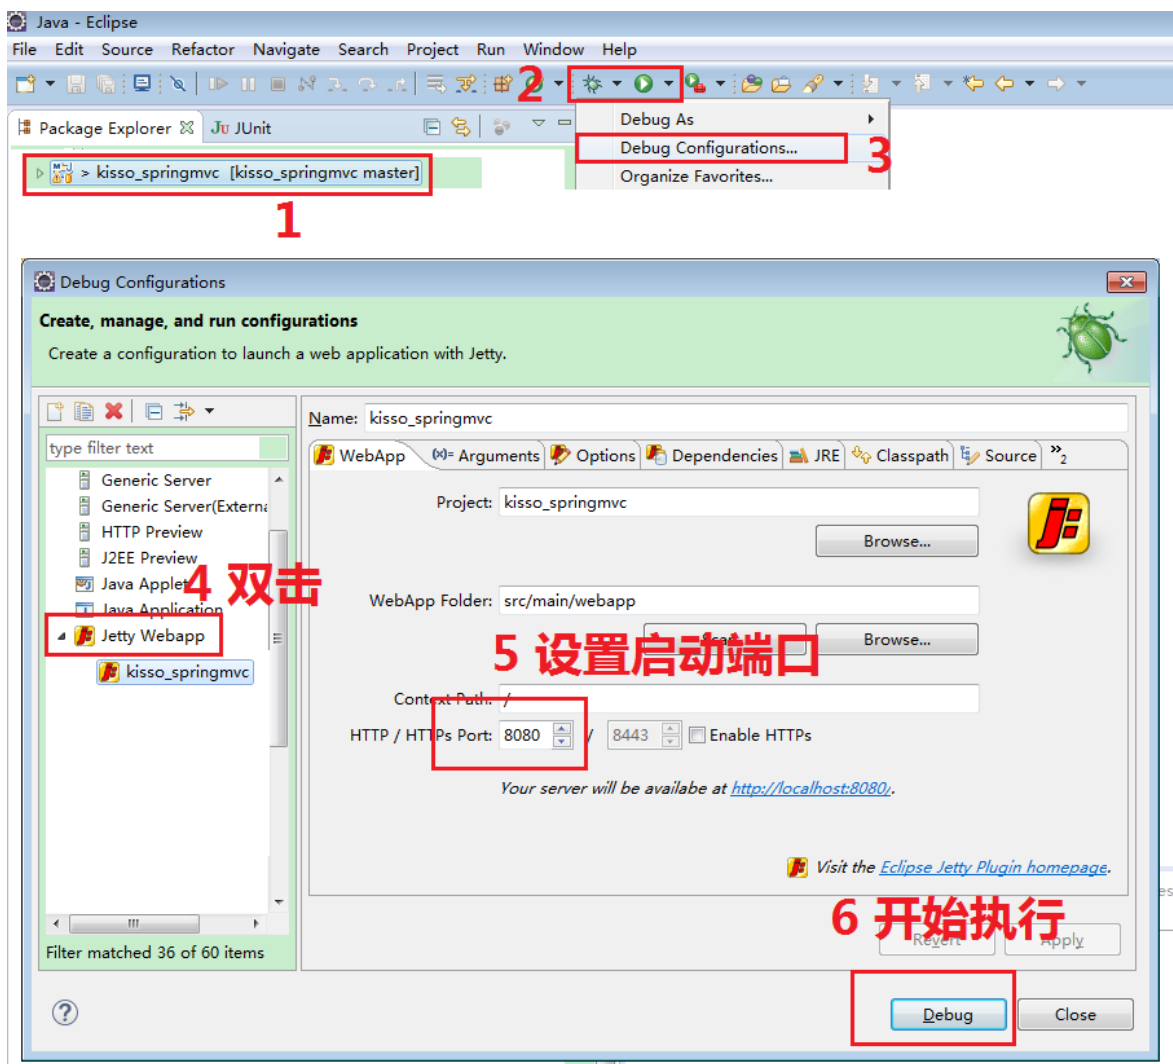 Java - Eclipse
File Edit Source Refactor Navigate Search Project Run Window Help
2
Package Explorer JUnit
Debug As
Debug Configurations...
3
Organize Favorites...
> kisso_springmvc [kisso_springmvc master]
1
Debug Configurations
Create, manage, and run configurations
Create a configuration to launch a web application with Jetty.
Name: kisso_springmvc
type filter text
WebApp Arguments Options Dependencies JRE Classpath Source »2
Generic Server
Generic Server(Externa
HTTP Preview
J2EE Preview
Java Applet
Java Application
Jetty Webapp
kisso_springmvc
4 双击
Project: kisso_springmvc
Browse...
WebApp Folder: src/main/webapp
Browse...
5 设置启动端口
Context Path: /
HTTP / HTTPs Port: 8080 / 8443 Enable HTTPs
Your server will be availabe at http://localhost:8080/.
Visit the Eclipse Jetty Plugin homepage.
6 开始执行
Revert Apply
Filter matched 36 of 60 items
Debug Close